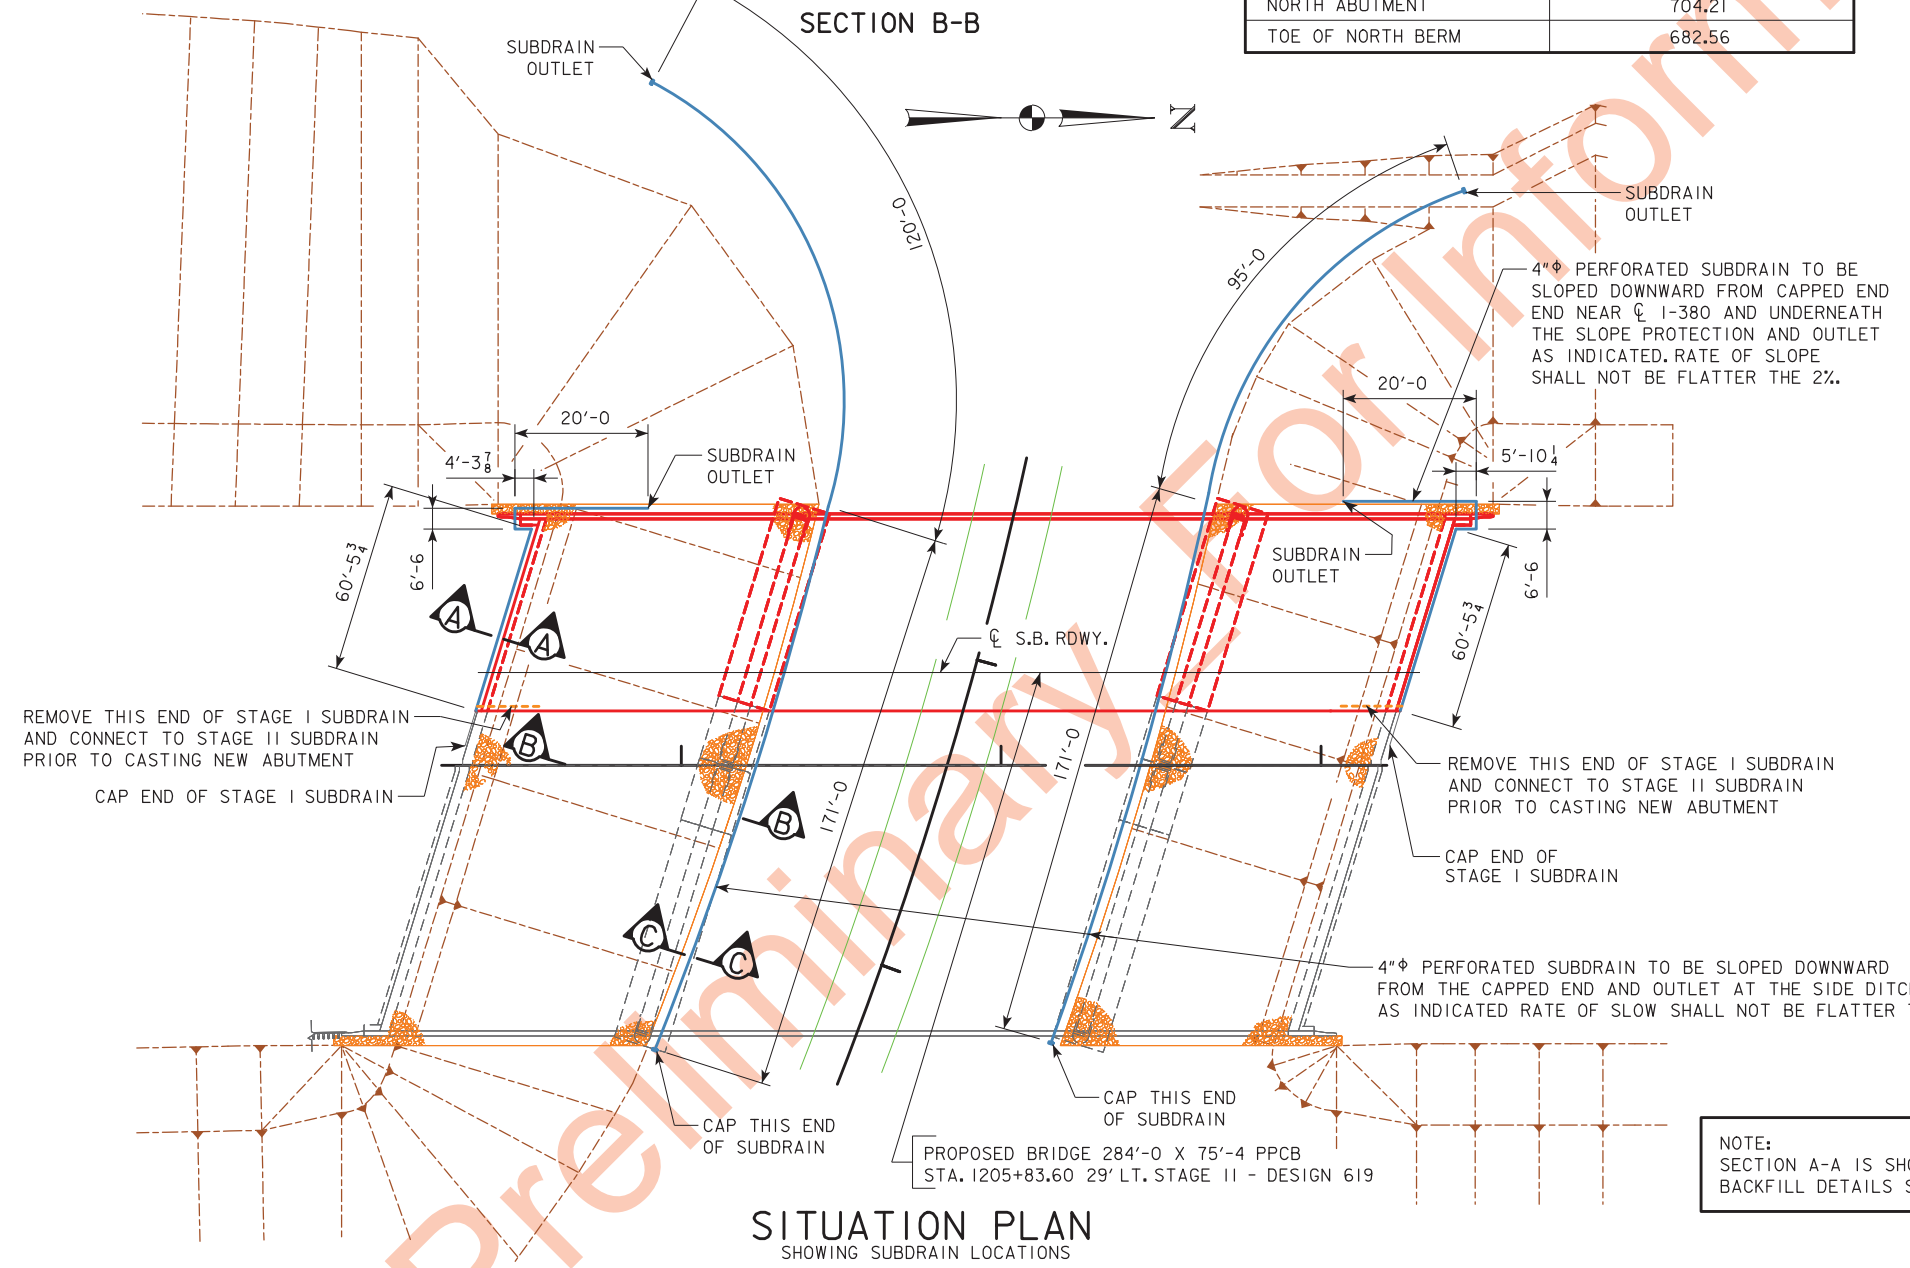 SECTION B-B
NORTH ABUTMENT 704.21
TOE OF NORTH BERM 682.56
SUBDRAIN
OUTLET
N
120'-0
95'-0
SUBDRAIN
OUTLET
4"ϕ PERFORATED SUBDRAIN TO BE
SLOPED DOWNWARD FROM CAPPED END
END NEAR ℄ I-380 AND UNDERNEATH
THE SLOPE PROTECTION AND OUTLET
AS INDICATED. RATE OF SLOPE
SHALL NOT BE FLATTER THE 2%.
20'-0
20'-0
4'-3⅞
SUBDRAIN
OUTLET
5'-10¼
60'-5¾
6'-6
SUBDRAIN
OUTLET
6'-6
60'-5¾
A
A
℄ S.B. RDWY.
REMOVE THIS END OF STAGE I SUBDRAIN
AND CONNECT TO STAGE II SUBDRAIN
PRIOR TO CASTING NEW ABUTMENT
CAP END OF STAGE I SUBDRAIN
B
B
171'-0
171'-0
REMOVE THIS END OF STAGE I SUBDRAIN
AND CONNECT TO STAGE II SUBDRAIN
PRIOR TO CASTING NEW ABUTMENT
CAP END OF
STAGE I SUBDRAIN
C
C
4"ϕ PERFORATED SUBDRAIN TO BE SLOPED DOWNWARD
FROM THE CAPPED END AND OUTLET AT THE SIDE DITC
AS INDICATED RATE OF SLOW SHALL NOT BE FLATTER
CAP THIS END
OF SUBDRAIN
CAP THIS END
OF SUBDRAIN
PROPOSED BRIDGE 284'-0 X 75'-4 PPCB
STA. 1205+83.60 29' LT. STAGE II - DESIGN 619
NOTE:
SECTION A-A IS SH
BACKFILL DETAILS S
SITUATION PLAN
SHOWING SUBDRAIN LOCATIONS
Preliminary_For Inform